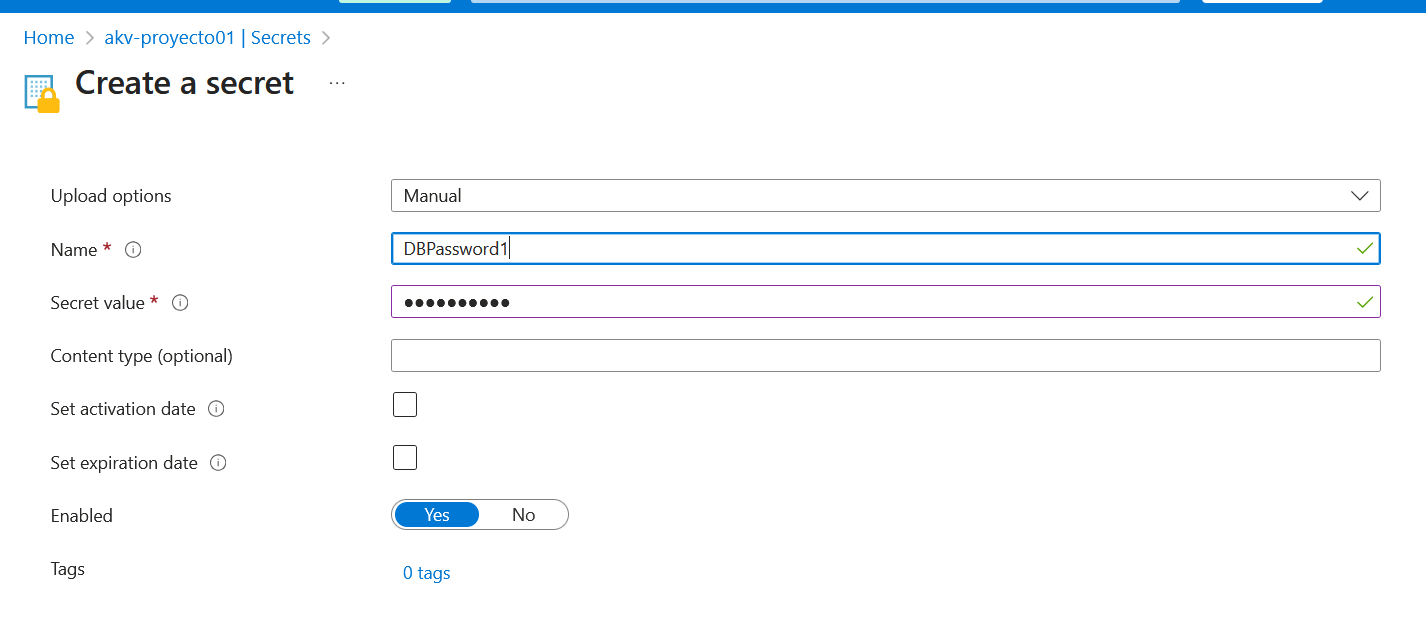 Home > akv-proyecto01 | Secrets >
Create a secret ...
Upload options Manual
Name * DBPassword1
Secret value * ●●●●●●●●●●
Content type (optional)
Set activation date
Set expiration date
Enabled Yes No
Tags 0 tags